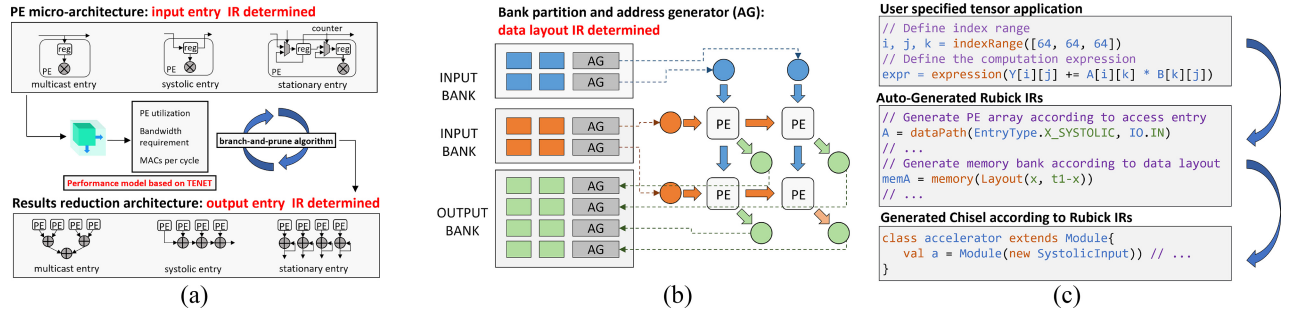 PE micro-architecture: input entry IR determined
counter
reg
PE
reg
PE
reg
reg
PE
multicast entry
systolic entry
stationary entry
PE utilization
Bandwidth
requirement
MACs per cycle
branch-and-prune algorithm
Performance model based on TENET
Results reduction architecture: output entry IR determined
PE PE PE PE
PE PE PE PE
PE PE PE PE
multicast entry
systolic entry
stationary entry
(a)
Bank partition and address generator (AG):
data layout IR determined
INPUT
BANK
AG
AG
INPUT
BANK
AG
AG
OUTPUT
BANK
AG
AG
AG
AG
PE
PE
PE
PE
(b)
User specified tensor application
// Define index range
i, j, k = indexRange([64, 64, 64])
// Define the computation expression
expr = expression(Y[i][j] += A[i][k] * B[k][j])
Auto-Generated Rubick IRs
// Generate PE array according to access entry
A = dataPath(EntryType.X_SYSTOLIC, IO.IN)
// ...
// Generate memory bank according to data layout
memA = memory(Layout(x, t1-x))
// ...
Generated Chisel according to Rubick IRs
class accelerator extends Module{
val a = Module(new SystolicInput)) // ...
}
(c)